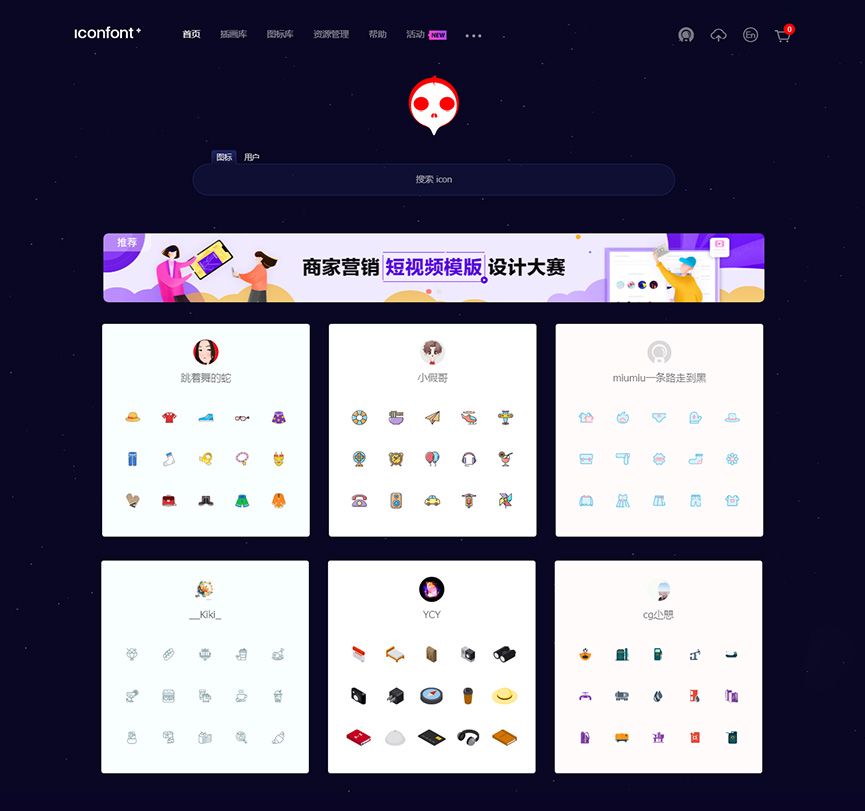 iconfont+
首页 插画库 图标库 资源管理 帮助 活动 NEW
En 0
图标 用户
搜索 icon
推荐
商家营销 短视频模版 设计大赛
跳着舞的蛇 小假哥 miumiu一条路走到黑
__Kiki_ YCY cg小憩